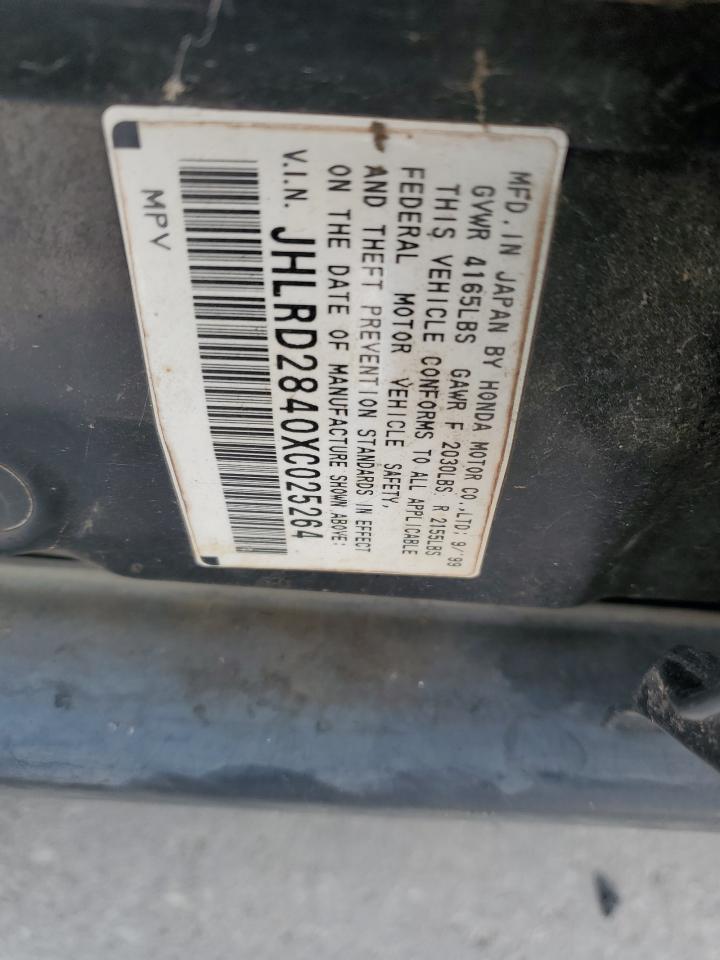 MFD. IN JAPAN BY HONDA MOTOR CO.,LTD; 9/'99
GVWR 4165LBS GAWR F 2030LBS R 2155LBS
THIS VEHICLE CONFORMS TO ALL APPLICABLE
FEDERAL MOTOR VEHICLE SAFETY,
AND THEFT PREVENTION STANDARDS IN EFFECT
ON THE DATE OF MANUFACTURE SHOWN ABOVE:
V.I.N. JHLRD2840XC025264
MPV